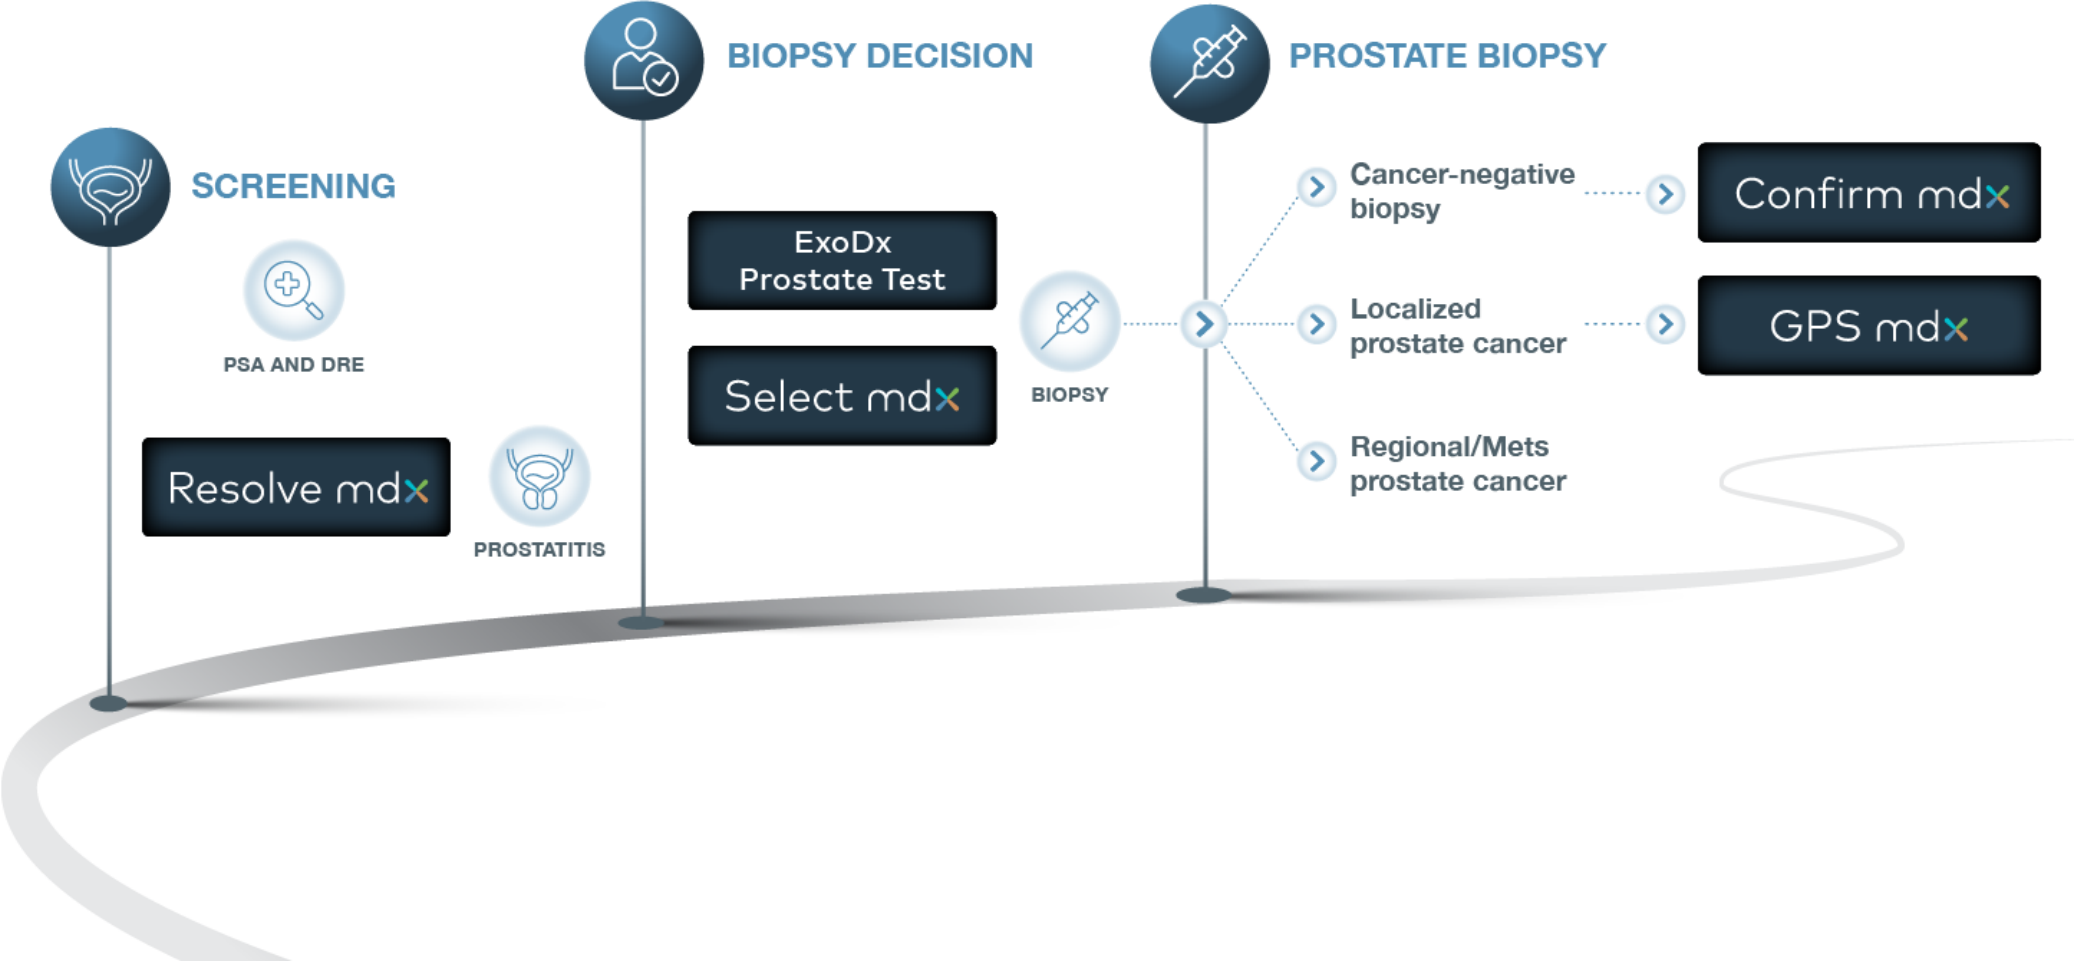 SCREENING
PSA AND DRE
Resolve mdx
PROSTATITIS
BIOPSY DECISION
ExoDx
Prostate Test
Select mdx
BIOPSY
PROSTATE BIOPSY
Cancer-negative
biopsy
Confirm mdx
Localized
prostate cancer
GPS mdx
Regional/Mets
prostate cancer